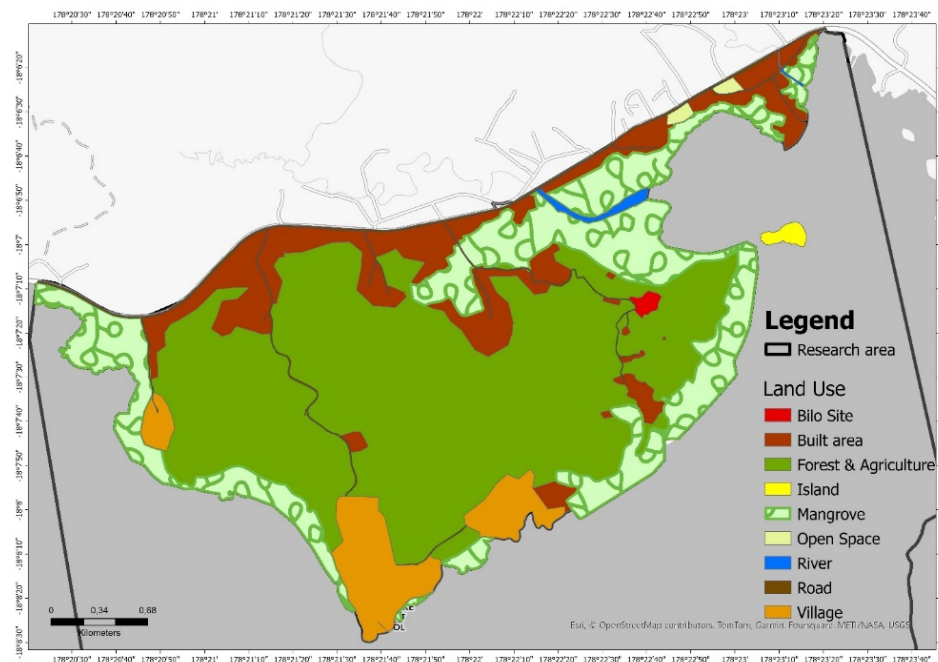 178°20'30" 178°20'40" 178°20'50" 178°21' 178°21'10" 178°21'20" 178°21'30" 178°21'40" 178°21'50" 178°22' 178°22'10" 178°22'20" 178°22'30" 178°22'40" 178°22'50" 178°23' 178°23'10" 178°23'20" 178°23'30" 178°23'40"
-18°6'20"
-18°6'30"
-18°6'40"
-18°6'50"
-18°7'
-18°7'10"
-18°7'20"
-18°7'30"
-18°7'40"
-18°7'50"
-18°8'
-18°8'10"
-18°8'20"
-18°8'30"
Legend
Research area
Land Use
Bilo Site
Built area
Forest & Agriculture
Island
Mangrove
Open Space
River
Road
Village
0 0,34 0,68
Kilometers
OL
Esri, © OpenStreetMap contributors, TomTom, Garmin, Foursquare, METI/NASA, USGS
178°20'30" 178°20'40" 178°20'50" 178°21' 178°21'10" 178°21'20" 178°21'30" 178°21'40" 178°21'50" 178°22' 178°22'10" 178°22'20" 178°22'30" 178°22'40" 178°22'50" 178°23' 178°23'10" 178°23'20" 178°23'30" 178°23'40"